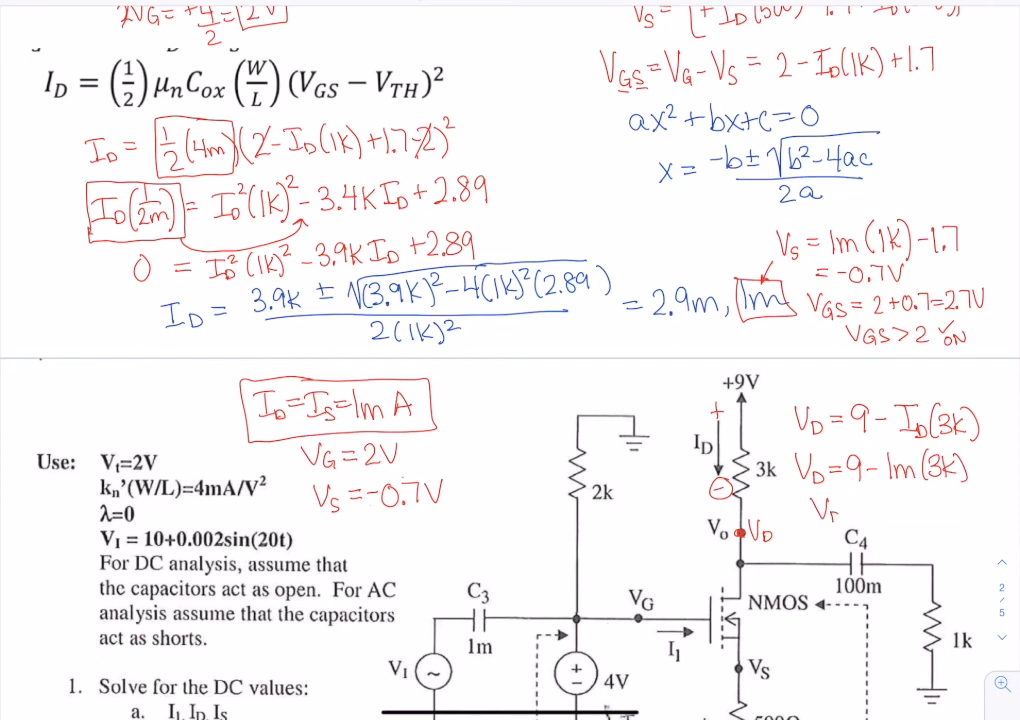 2V_G = +4/2 = 2V
V_GS = V_G - V_S = 2 - I_D(1K) + 1.7
I_D = (1/2) μ_n C_ox (W/L) (V_GS − V_TH)²
ax² + bx + c = 0
I_D = 1/2 (4m) (2 - I_D(1K) + 1.7 - 2)²
x = -b ± √b² - 4ac / 2a
I_D (1/2m) = I_D² (1K)² - 3.4K I_D + 2.89
0 = I_D² (1K)² - 3.9K I_D + 2.89
V_S = 1m (1K) - 1.7
= -0.7V
I_D = 3.9K ± √(3.9K)² - 4(1K)² (2.89) / 2(1K)² = 2.9m, 1m
V_GS = 2 + 0.7 = 2.7V
V_GS > 2 ✓ ON
I_D = I_S = 1m A
V_G = 2V
V_S = -0.7V
Use: V_t=2V
k_n'(W/L)=4mA/V²
λ=0
V_1 = 10+0.002sin(20t)
For DC analysis, assume that
the capacitors act as open. For AC
analysis assume that the capacitors
act as shorts.
1. Solve for the DC values:
a. I_1, I_D, I_S
+9V
+
I_D
−
3k
V_D = 9 - I_D(3K)
V_D = 9 - 1m(3K)
2k
V_o
V_D
C_4
100m
1k
C_3
1m
V_G
NMOS
I_1
V_I
~
+
−
4V
V_S
2
/
5